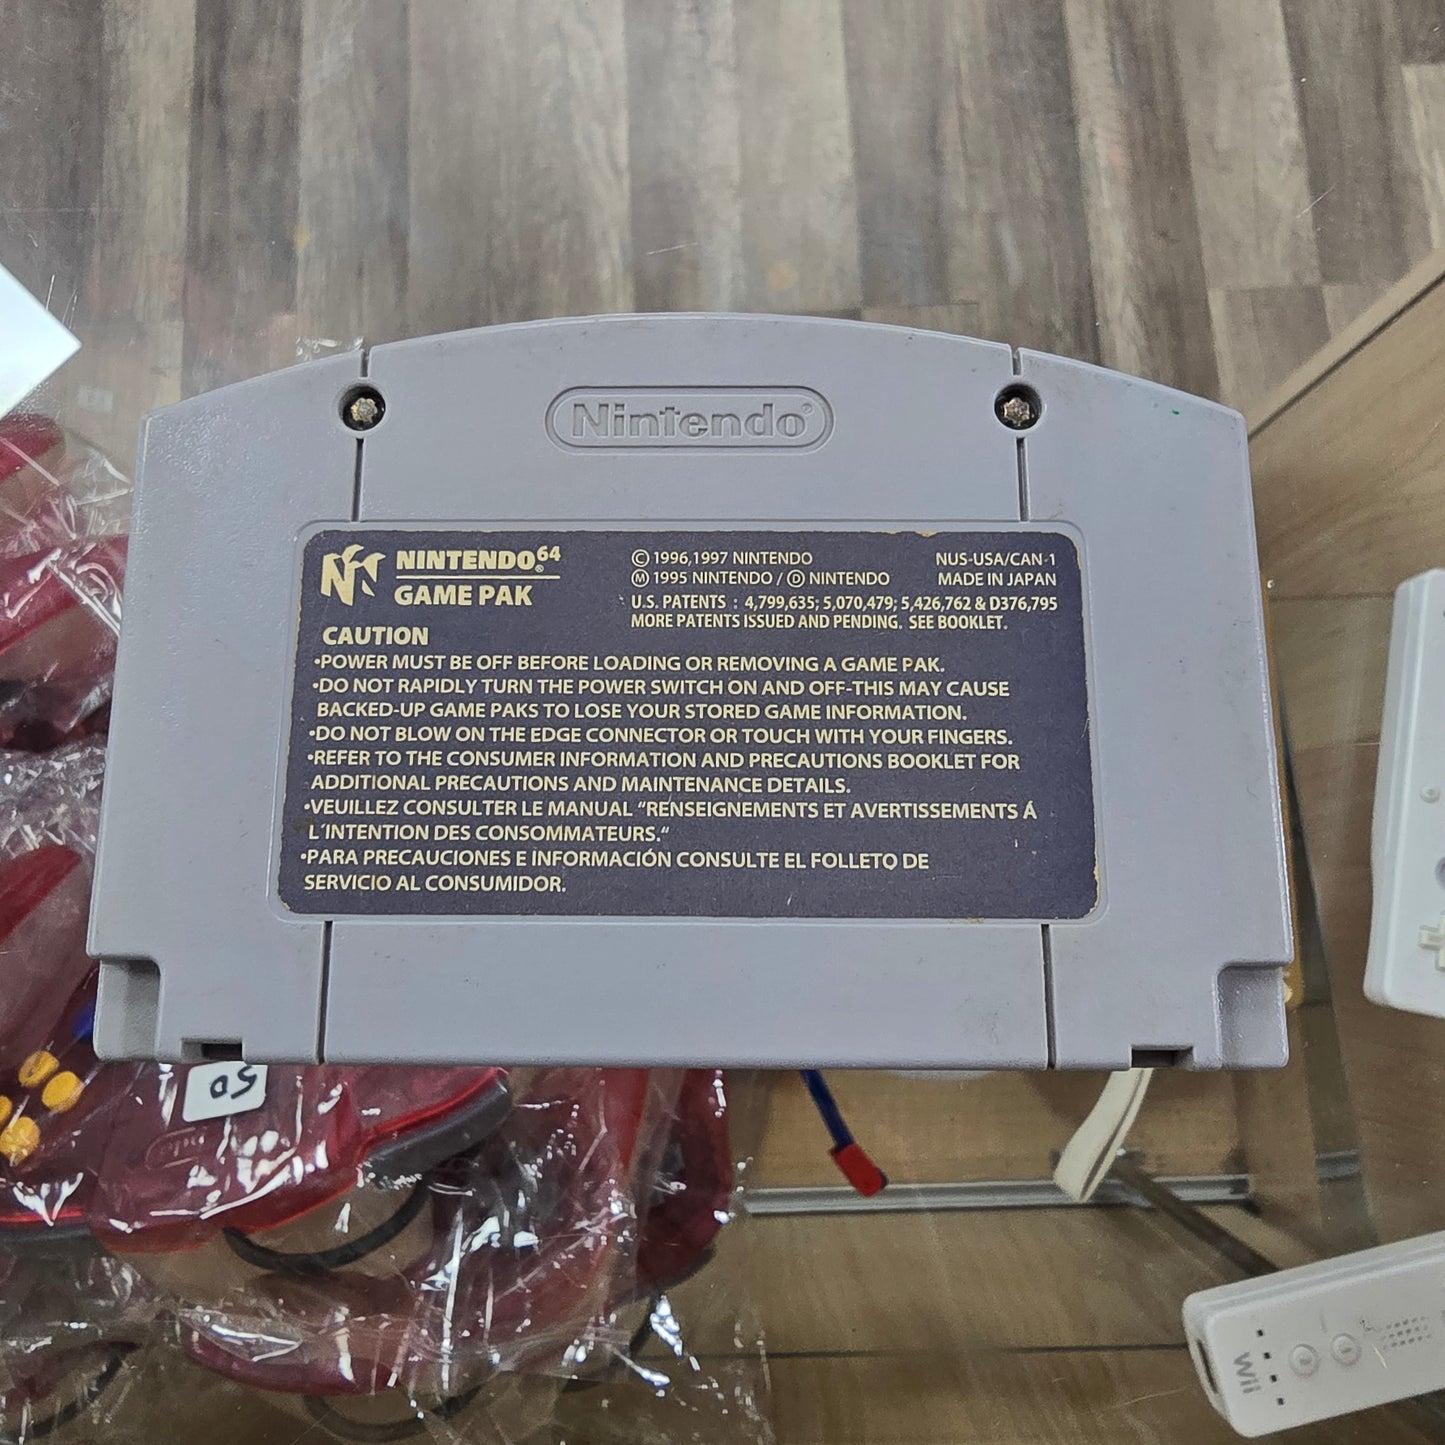 Nintendo®
NINTENDO®64
GAME PAK
© 1996,1997 NINTENDO
Ⓜ 1995 NINTENDO / Ⓓ NINTENDO
NUS-USA/CAN-1
MADE IN JAPAN
U.S. PATENTS : 4,799,635; 5,070,479; 5,426,762 & D376,795
MORE PATENTS ISSUED AND PENDING. SEE BOOKLET.
CAUTION
•POWER MUST BE OFF BEFORE LOADING OR REMOVING A GAME PAK.
•DO NOT RAPIDLY TURN THE POWER SWITCH ON AND OFF-THIS MAY CAUSE
BACKED-UP GAME PAKS TO LOSE YOUR STORED GAME INFORMATION.
•DO NOT BLOW ON THE EDGE CONNECTOR OR TOUCH WITH YOUR FINGERS.
•REFER TO THE CONSUMER INFORMATION AND PRECAUTIONS BOOKLET FOR
ADDITIONAL PRECAUTIONS AND MAINTENANCE DETAILS.
•VEUILLEZ CONSULTER LE MANUAL "RENSEIGNEMENTS ET AVERTISSEMENTS Á
L'INTENTION DES CONSOMMATEURS."
•PARA PRECAUCIONES E INFORMACIÓN CONSULTE EL FOLLETO DE
SERVICIO AL CONSUMIDOR.
50
Wii